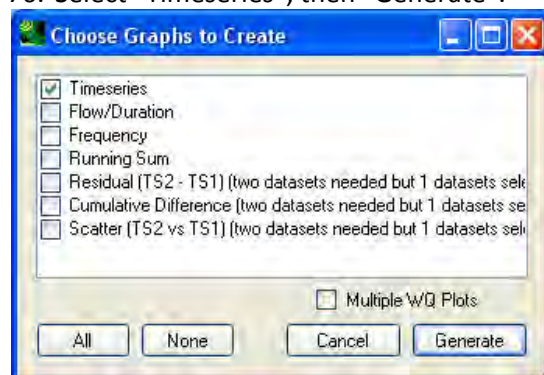 Select "Timeseries", then "Generate".
Choose Graphs to Create
Timeseries
Flow/Duration
Frequency
Running Sum
Residual (TS2 - TS1) (two datasets needed but 1 datasets sele
Cumulative Difference (two datasets needed but 1 datasets se
Scatter (TS2 vs TS1) (two datasets needed but 1 datasets sele
Multiple WQ Plots
All
None
Cancel
Generate